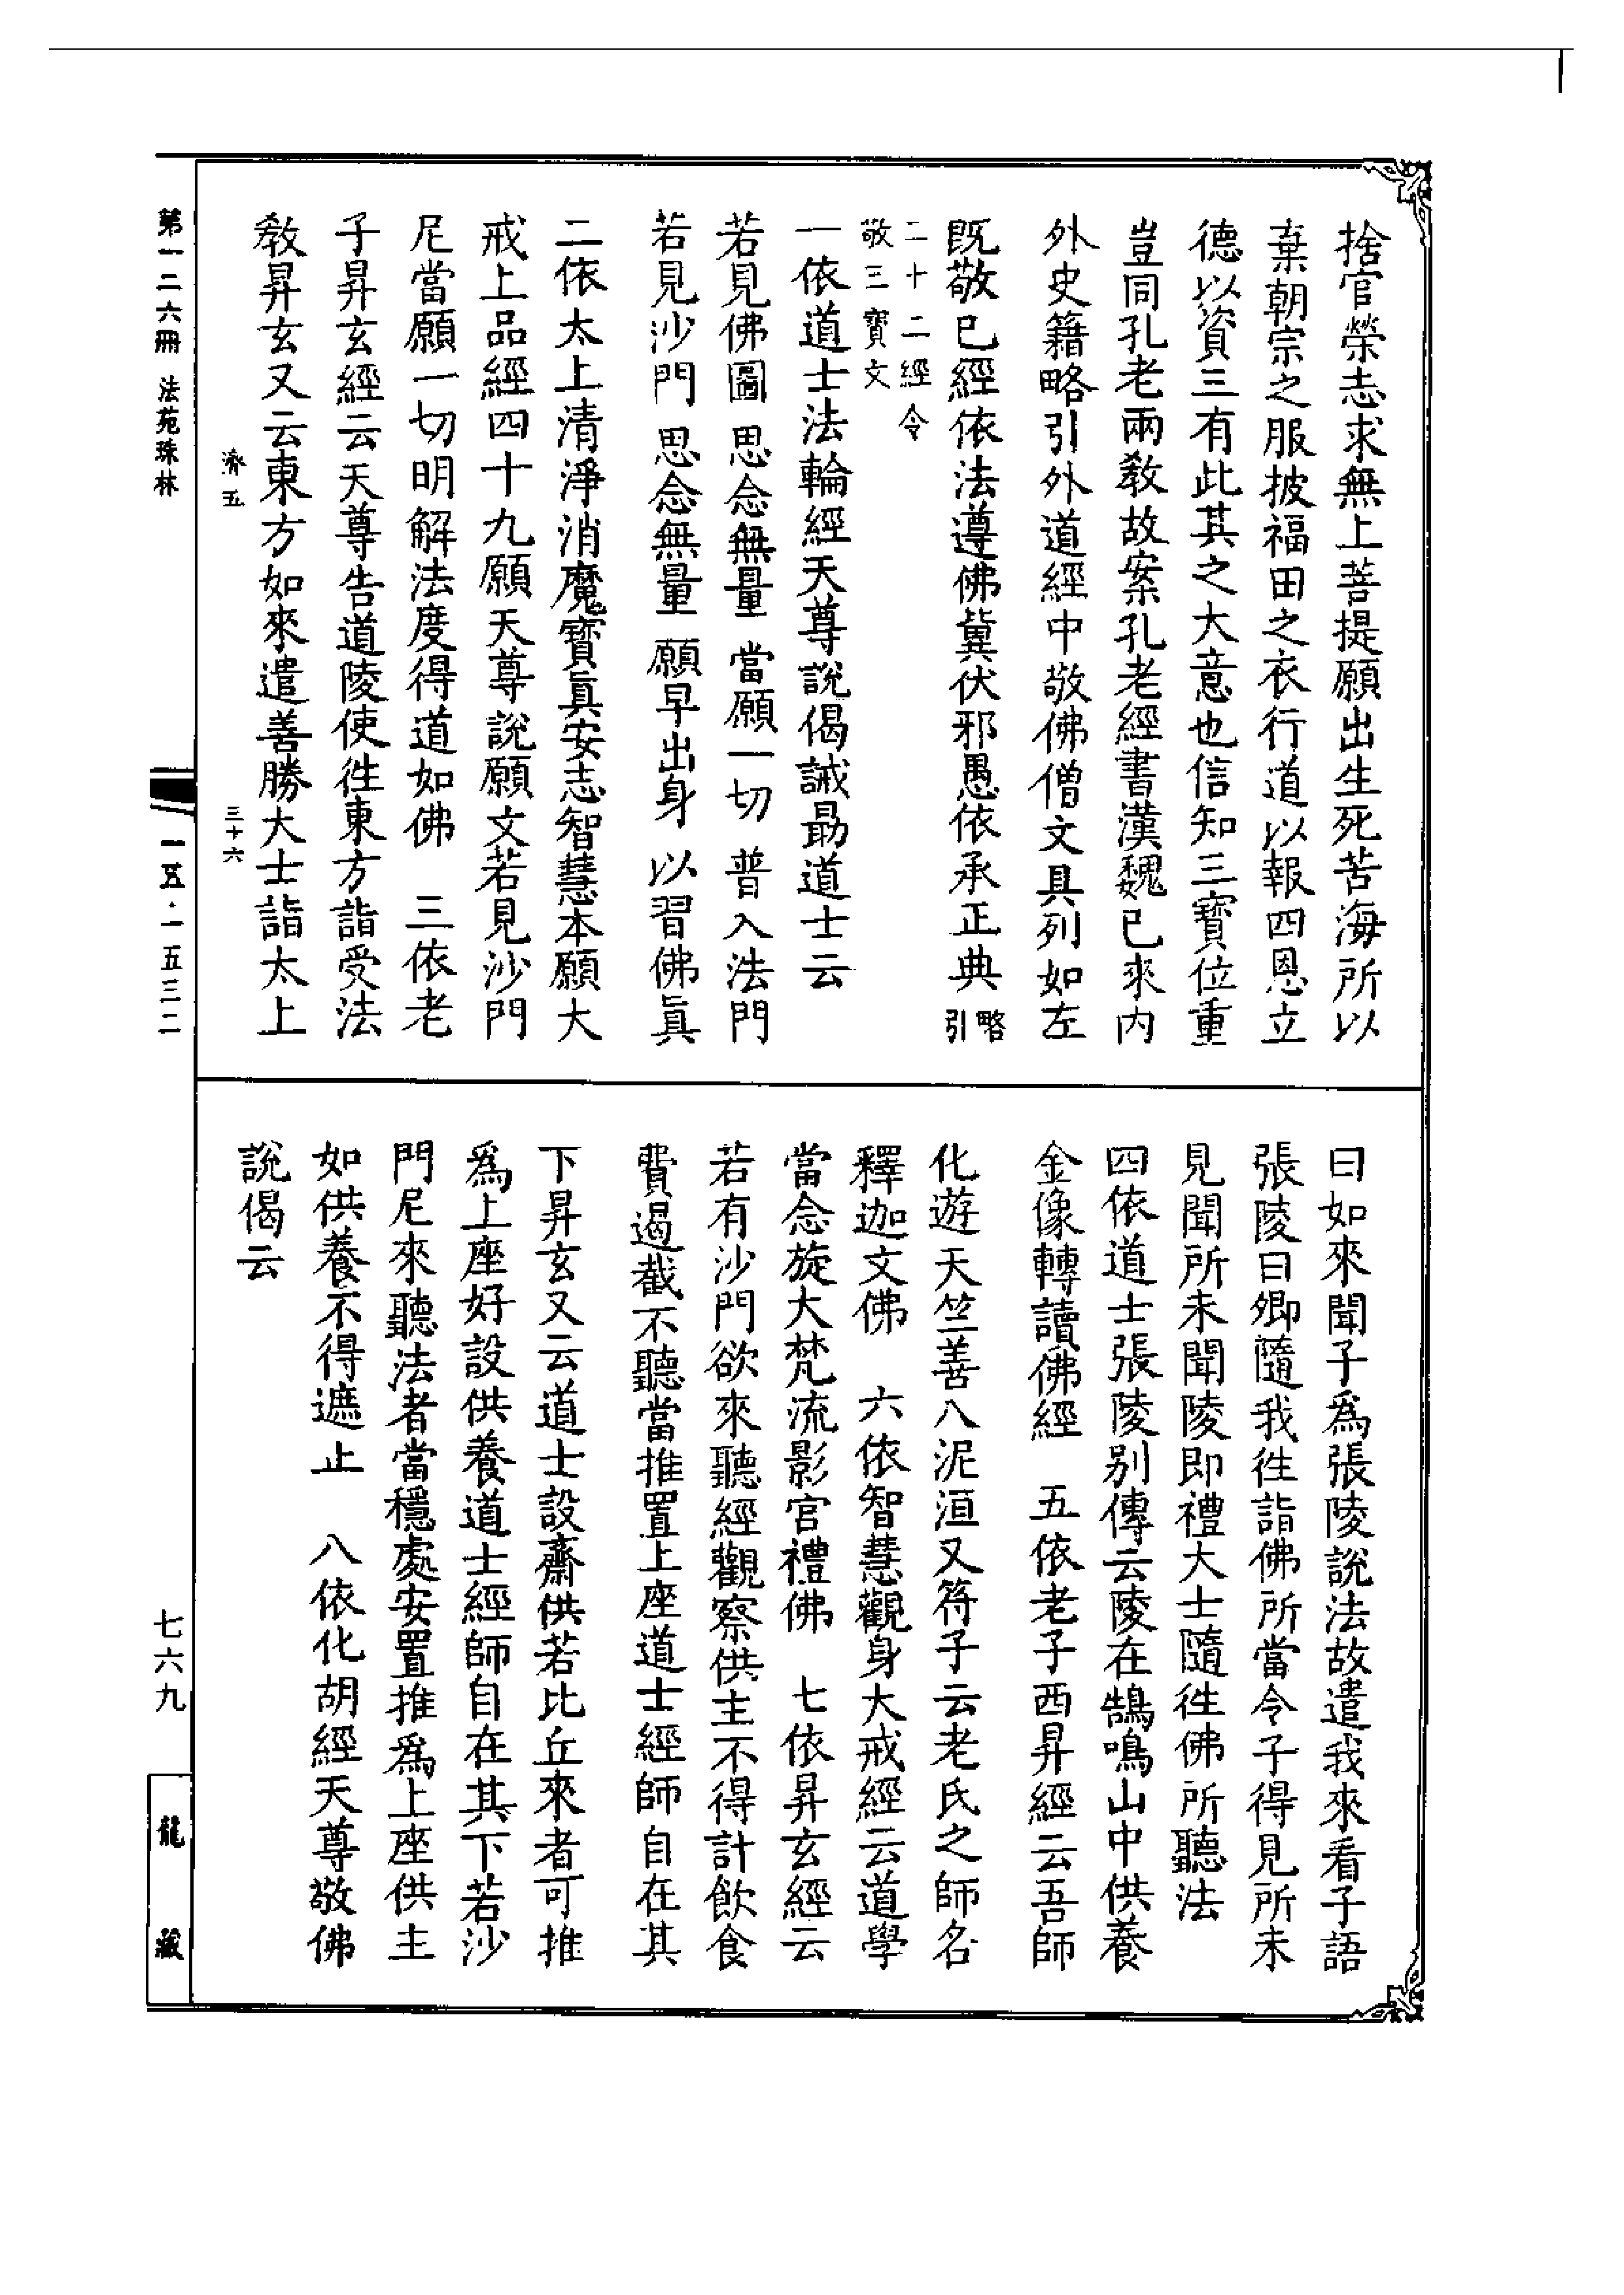 捨官榮志求無上菩提願出生死苦海所以
棄朝宗之服披福田之衣行道以報四恩立
德以資三有此其之大意也信知三寶位重
豈同孔老兩敎故案孔老經書漢魏已來內
外史籍略引外道經中敬佛僧文具列如左
既敬已經依法遵佛冀伏邪愚依承正典略引
二十二經令
敬三寶文
一依道士法輪經天尊說偈誡勗道士云
若見佛圖 思念無量 當願一切 普入法門
若見沙門 思念無量 願早出身 以習佛眞
二依太上清淨消魔寳眞安志智慧本願大
戒上品經四十九願天尊說願文若見沙門
尼當願一切明解法度得道如佛 三依老
子昇玄經云天尊告道陵使徃東方詣受法
敎昇玄又云東方如來遣善勝大士詣太上
濟五 三十六
曰如來聞子為張陵說法故遣我來看子語
張陵曰卿隨我徃詣佛所當令子得見所未
見聞所未聞陵即禮大士隨徃佛所聽法
四依道士張陵別傳云陵在鵠鳴山中供養
金像轉讀佛經 五依老子西昇經云吾師
化遊天竺善入泥洹又符子云老氏之師名
釋迦文佛 六依智慧觀身大戒經云道學
當念旋大梵流影宮禮佛 七依昇玄經云
若有沙門欲來聽經觀察供主不得計飲食
費遏截不聽當推置上座道士經師自在其
下昇玄又云道士設齋供若比丘來者可推
為上座好設供養道士經師自在其下若沙
門尼來聽法者當穩處安置推為上座供主
如供養不得遮止 八依化胡經天尊敬佛
說偈云
第一二六冊 法苑珠林
一五·一五三二
七六九
龍藏